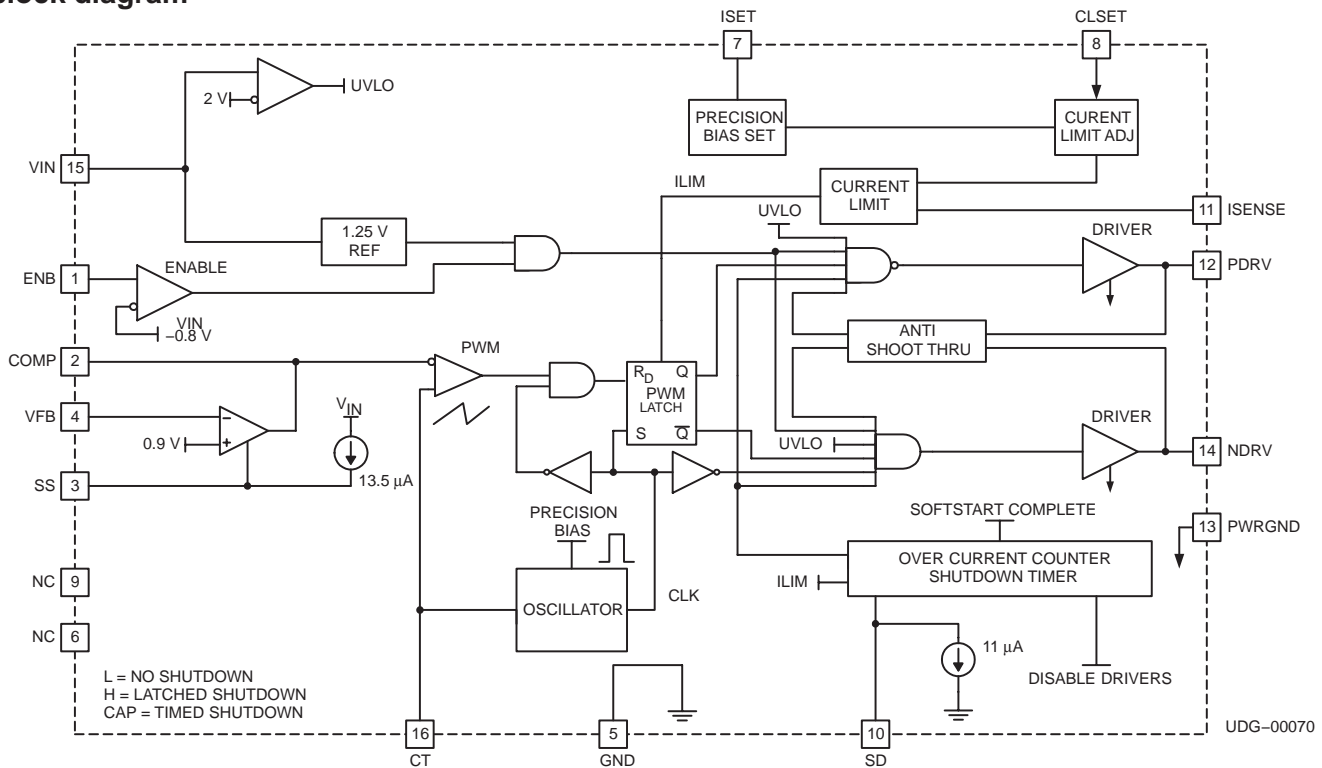 block diagram
ISET
CLSET
7
8
UVLO
2 V
PRECISION
BIAS SET
CURENT
LIMIT ADJ
VIN
15
ILIM
CURRENT
LIMIT
11
ISENSE
UVLO
1.25 V
REF
DRIVER
ENB
1
ENABLE
12
PDRV
VIN
−0.8 V
ANTI
SHOOT THRU
COMP
2
PWM
RD
Q
PWM
LATCH
S
Q
VFB
4
−
+
0.9 V
VIN
DRIVER
UVLO
14
NDRV
SS
3
13.5 μA
SOFTSTART COMPLETE
PRECISION
BIAS
13
PWRGND
OVER CURRENT COUNTER
SHUTDOWN TIMER
NC
9
ILIM
CLK
OSCILLATOR
NC
6
11 μA
L = NO SHUTDOWN
H = LATCHED SHUTDOWN
CAP = TIMED SHUTDOWN
DISABLE DRIVERS
UDG−00070
16
5
10
CT
GND
SD